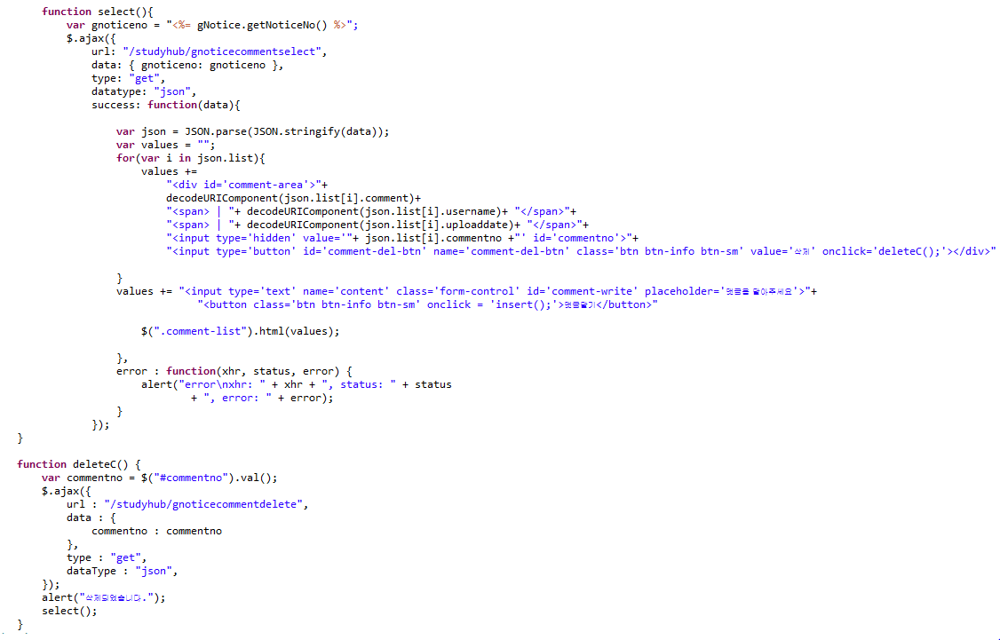 function select(){
var gnoticeno = "<%= gNotice.getNoticeNo() %>";
$.ajax({
url: "/studyhub/gnoticecommentselect",
data: { gnoticeno: gnoticeno },
type: "get",
datatype: "json",
success: function(data){
var json = JSON.parse(JSON.stringify(data));
var values = "";
for(var i in json.list){
values +=
"<div id='comment-area'>"+
decodeURIComponent(json.list[i].comment)+
"<span> | "+ decodeURIComponent(json.list[i].username)+ "</span>"+
"<span> | "+ decodeURIComponent(json.list[i].uploaddate)+ "</span>"+
"<input type='hidden' value='"+ json.list[i].commentno +"' id='commentno'>"+
"<input type='button' id='comment-del-btn' name='comment-del-btn' class='btn btn-info btn-sm' value='삭제' onclick='deleteC();'></div>"
}
values += "<input type='text' name='content' class='form-control' id='comment-write' placeholder='댓글을 달아주세요'>"+
"<button class='btn btn-info btn-sm' onclick = 'insert();'>댓글달기</button>"
$(".comment-list").html(values);
},
error : function(xhr, status, error) {
alert("error\nxhr: " + xhr + ", status: " + status
+ ", error: " + error);
}
});
}
function deleteC() {
var commentno = $("#commentno").val();
$.ajax({
url : "/studyhub/gnoticecommentdelete",
data : {
commentno : commentno
},
type : "get",
dataType : "json",
});
alert("삭제되었습니다.");
select();
}